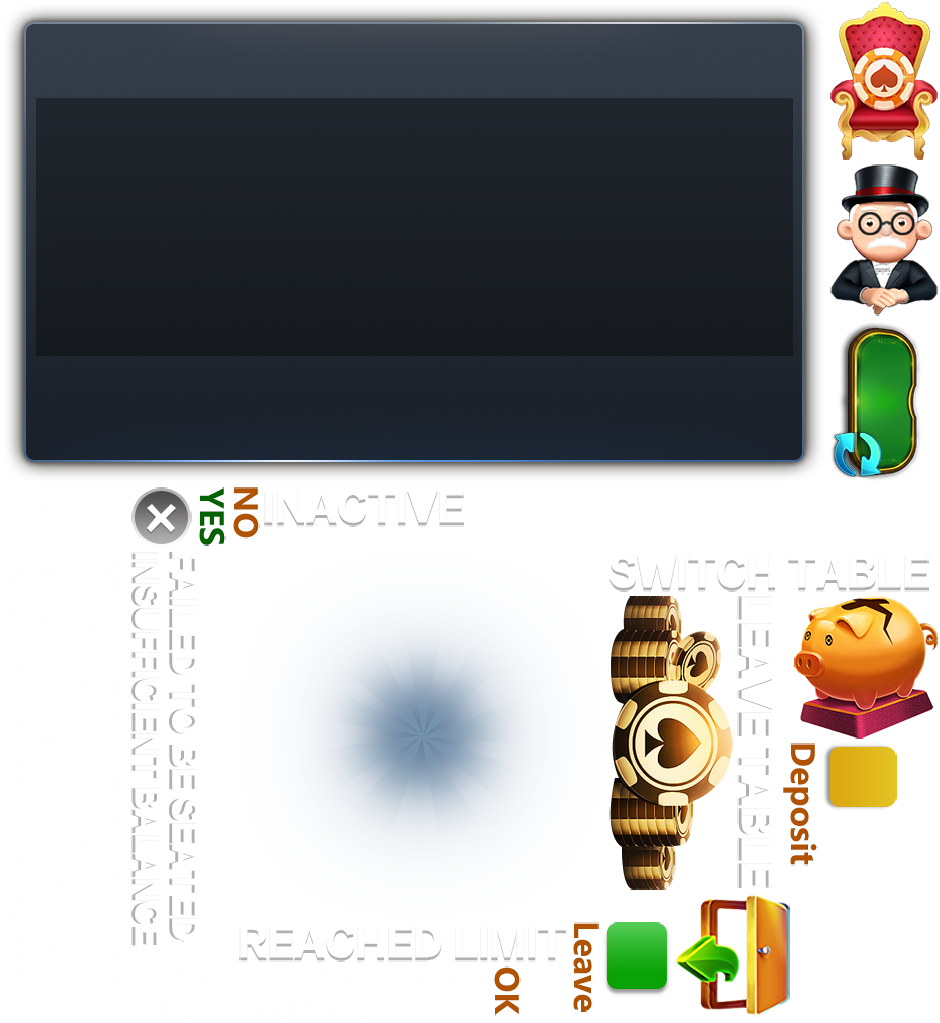 YES
NO
INACTIVE
SWITCH TABLE
FAILED TO BE SEATED
INSUFFICIENT BALANCE
LEAVE TABLE
Deposit
REACHED LIMIT
Leave
OK